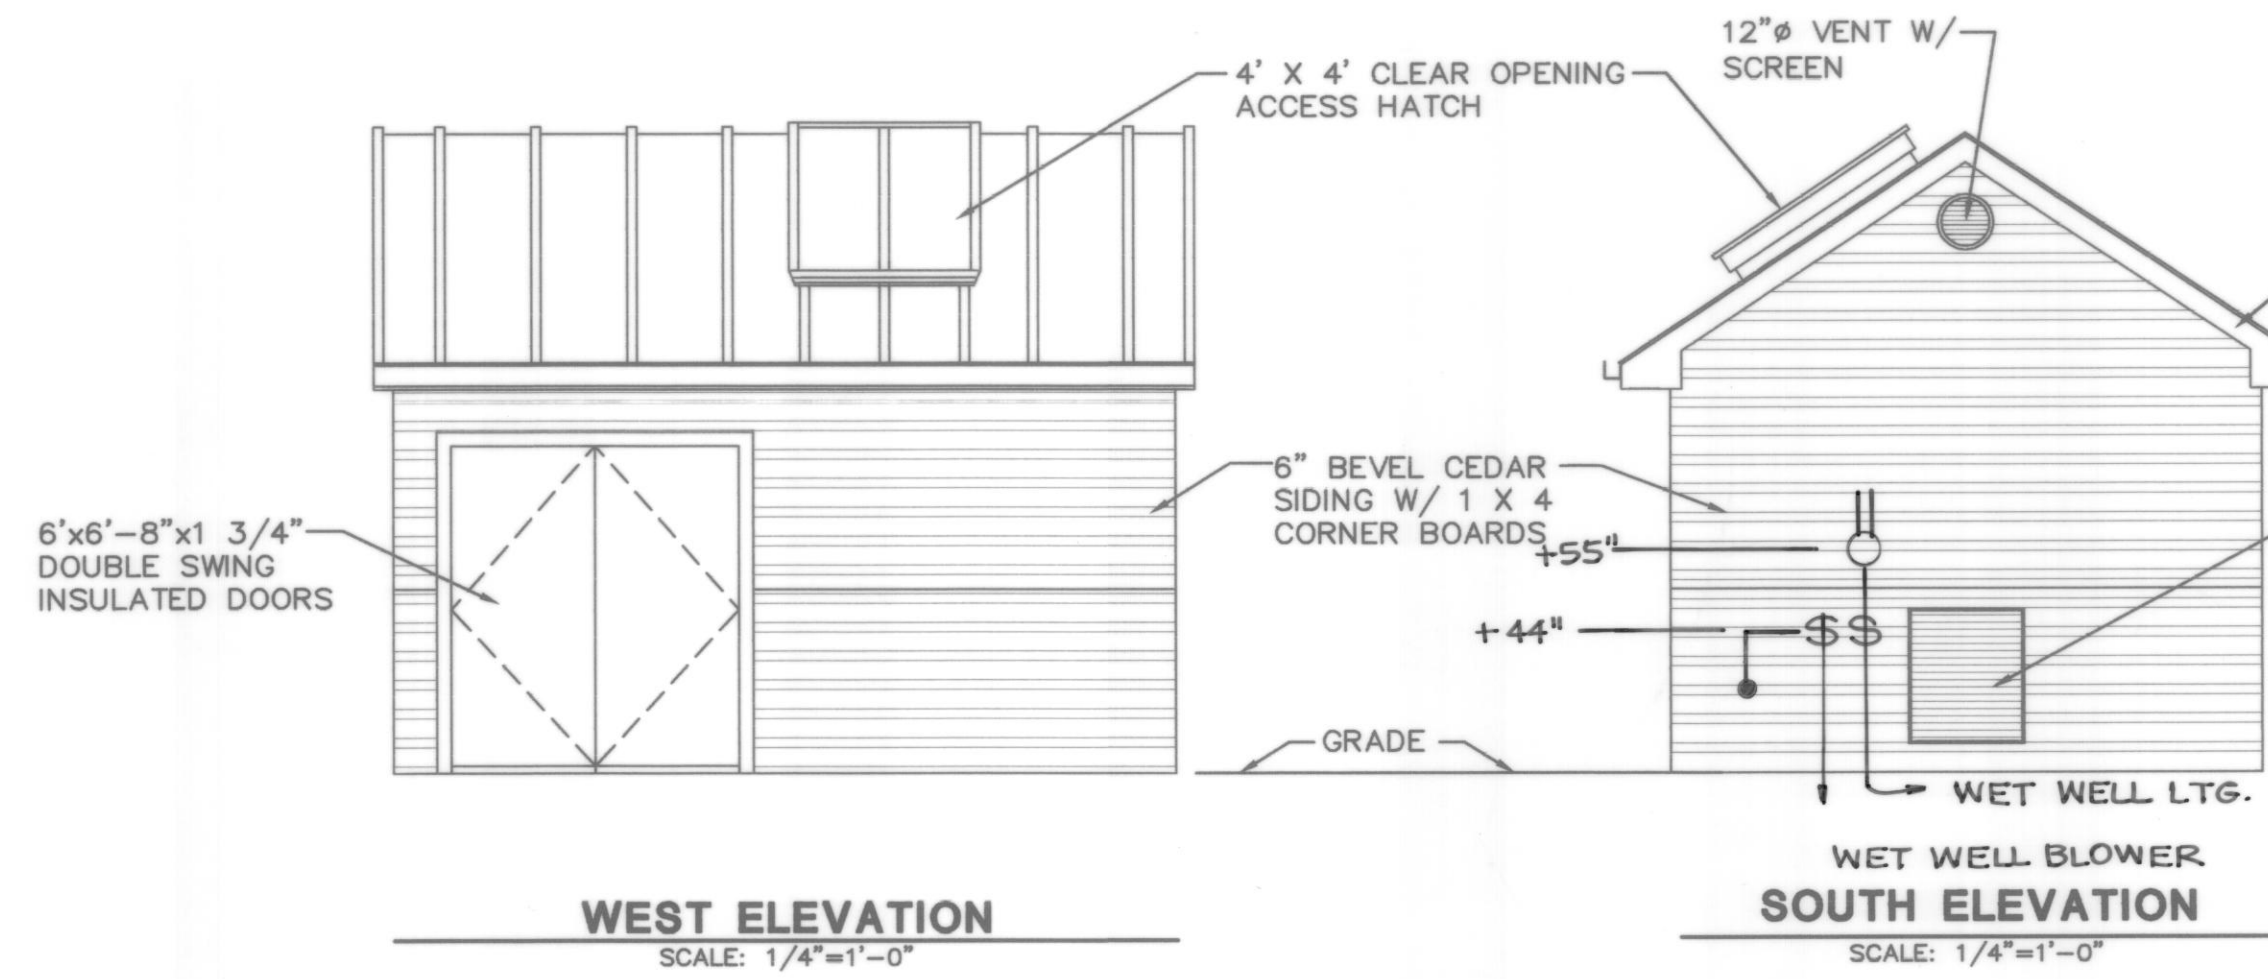 12"ø VENT W/
SCREEN
4' X 4' CLEAR OPENING
ACCESS HATCH
6" BEVEL CEDAR
SIDING W/ 1 X 4
CORNER BOARDS
6'x6'-8"x1 3/4"
DOUBLE SWING
INSULATED DOORS
+55"
+44"
$ $
GRADE
WET WELL LTG.
WET WELL BLOWER
WEST ELEVATION
SCALE: 1/4"=1'-0"
SOUTH ELEVATION
SCALE: 1/4"=1'-0"